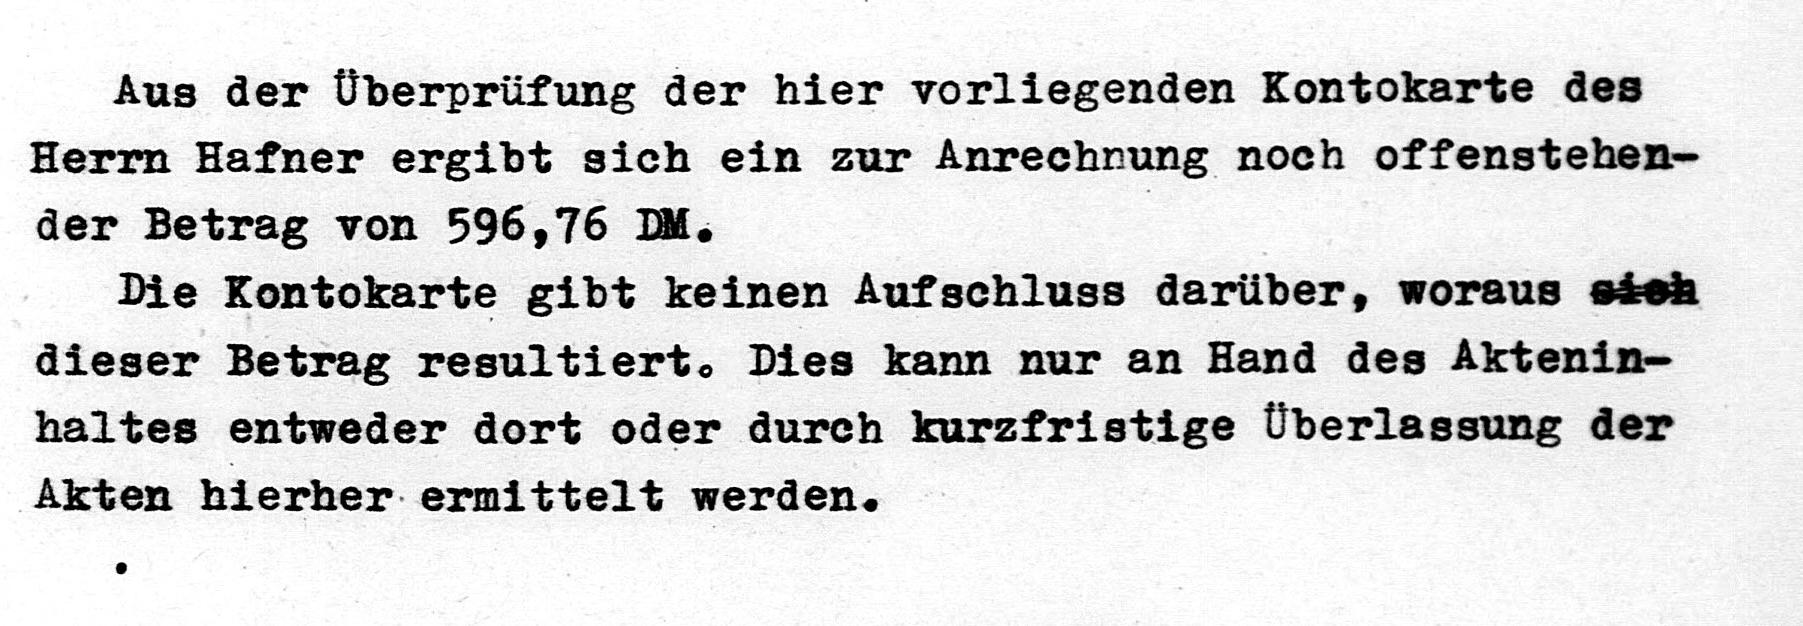 Aus der Überprüfung der hier vorliegenden Kontokarte des
Herrn Hafner ergibt sich ein zur Anrechnung noch offenstehen-
der Betrag von 596,76 DM.
Die Kontokarte gibt keinen Aufschluss darüber, woraus sich
dieser Betrag resultiert. Dies kann nur an Hand des Aktenin-
haltes entweder dort oder durch kurzfristige Überlassung der
Akten hierher ermittelt werden.
.